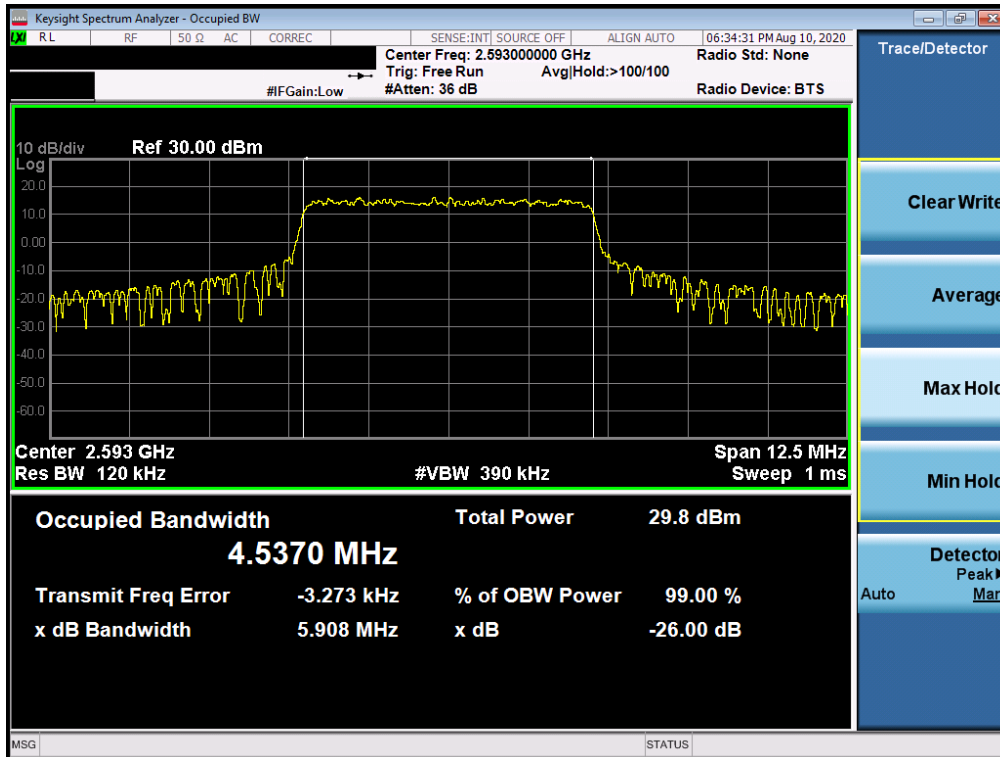 Keysight Spectrum Analyzer - Occupied BW
LXI RL RF 50 Ω AC CORREC SENSE:INT SOURCE OFF ALIGN AUTO 06:34:31 PM Aug 10, 2020
Center Freq: 2.593000000 GHz Radio Std: None
Trig: Free Run Avg|Hold:>100/100
#IFGain:Low #Atten: 36 dB Radio Device: BTS
Trace/Detector
10 dB/div Ref 30.00 dBm
Log
20.0
10.0
0.00
-10.0
-20.0
-30.0
-40.0
-50.0
-60.0
Center 2.593 GHz Span 12.5 MHz
Res BW 120 kHz #VBW 390 kHz Sweep 1 ms
Occupied Bandwidth Total Power 29.8 dBm
4.5370 MHz
Transmit Freq Error -3.273 kHz % of OBW Power 99.00 %
x dB Bandwidth 5.908 MHz x dB -26.00 dB
Clear Write
Average
Max Hold
Min Hold
Detector
Peak
Auto Man
MSG STATUS